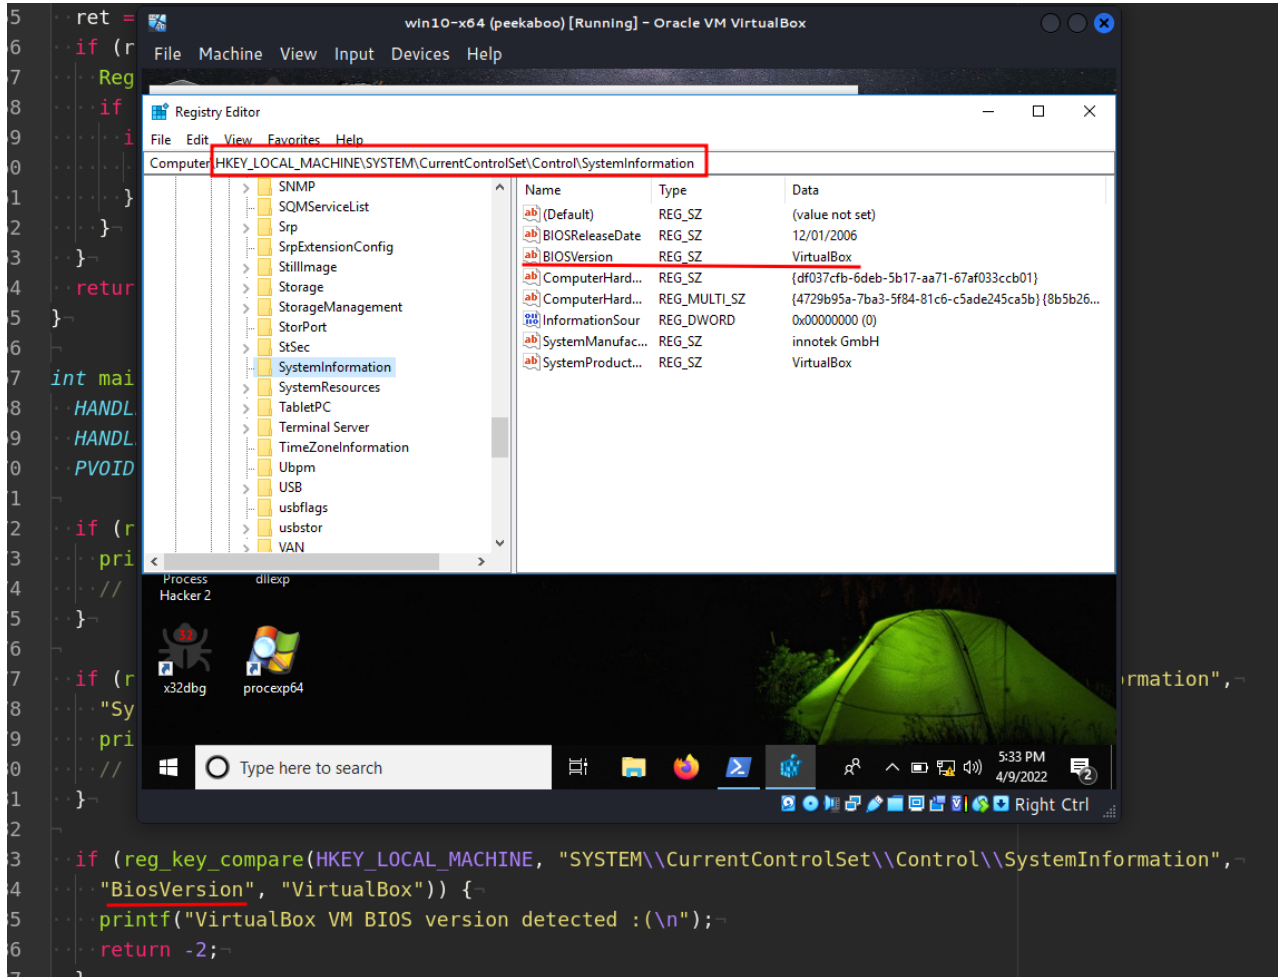 5 ret =
win10-x64 (peekaboo) [Running] - Oracle VM VirtualBox
6 if (r
File Machine View Input Devices Help
7 Reg
8 if
Registry Editor
9 i
File Edit View Favorites Help
0
Computer\HKEY_LOCAL_MACHINE\SYSTEM\CurrentControlSet\Control\SystemInformation
1 }
2 }
3 }
4 retur
5 }
6
7 int mai
8 HANDL
9 HANDL
0 PVOID
1
2 if (r
3 pri
4 //
5 }
6
7 if (r
8 "Sy
9 pri
0 //
1 }
2
SNMP
SQMServiceList
Srp
SrpExtensionConfig
StillImage
Storage
StorageManagement
StorPort
StSec
SystemInformation
SystemResources
TabletPC
Terminal Server
TimeZoneInformation
Ubpm
USB
usbflags
usbstor
VAN
Name Type Data
(Default) REG_SZ (value not set)
BIOSReleaseDate REG_SZ 12/01/2006
BIOSVersion REG_SZ VirtualBox
ComputerHard... REG_SZ {df037cfb-6deb-5b17-aa71-67af033ccb01}
ComputerHard... REG_MULTI_SZ {4729b95a-7ba3-5f84-81c6-c5ade245ca5b} {8b5b26...
InformationSour REG_DWORD 0x00000000 (0)
SystemManufac... REG_SZ innotek GmbH
SystemProduct... REG_SZ VirtualBox
Process
Hacker 2
dllexp
32
x32dbg
procexp64
rmation",
Type here to search
5:33 PM
4/9/2022
2
Right Ctrl
3 if (reg_key_compare(HKEY_LOCAL_MACHINE, "SYSTEM\\CurrentControlSet\\Control\\SystemInformation",
4 "BiosVersion", "VirtualBox")) {
5 printf("VirtualBox VM BIOS version detected :(\n");
6 return -2;